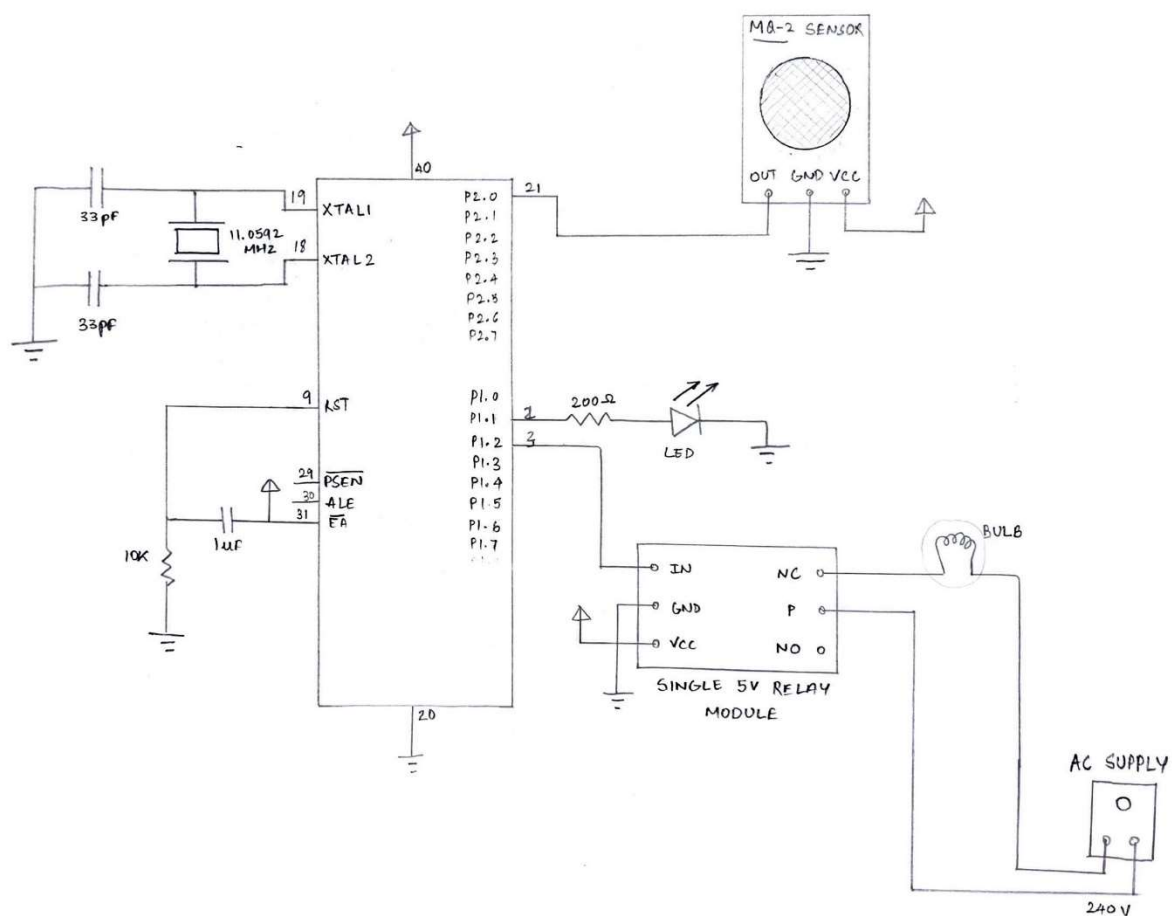 MQ-2 SENSOR
OUT GND VCC
40
19
XTAL1
33pf
11.0592
MHZ
18
XTAL2
33pf
P2.0
21
P2.1
P2.2
P2.3
P2.4
P2.5
P2.6
P2.7
9
RST
29
PSEN
30
ALE
31
EA
1uf
10K
P1.0
P1.1
200Ω
LED
P1.2
3
P1.3
P1.4
P1.5
P1.6
P1.7
20
IN
GND
VCC
NC
P
NO
SINGLE 5V RELAY
MODULE
BULB
AC SUPPLY
240V